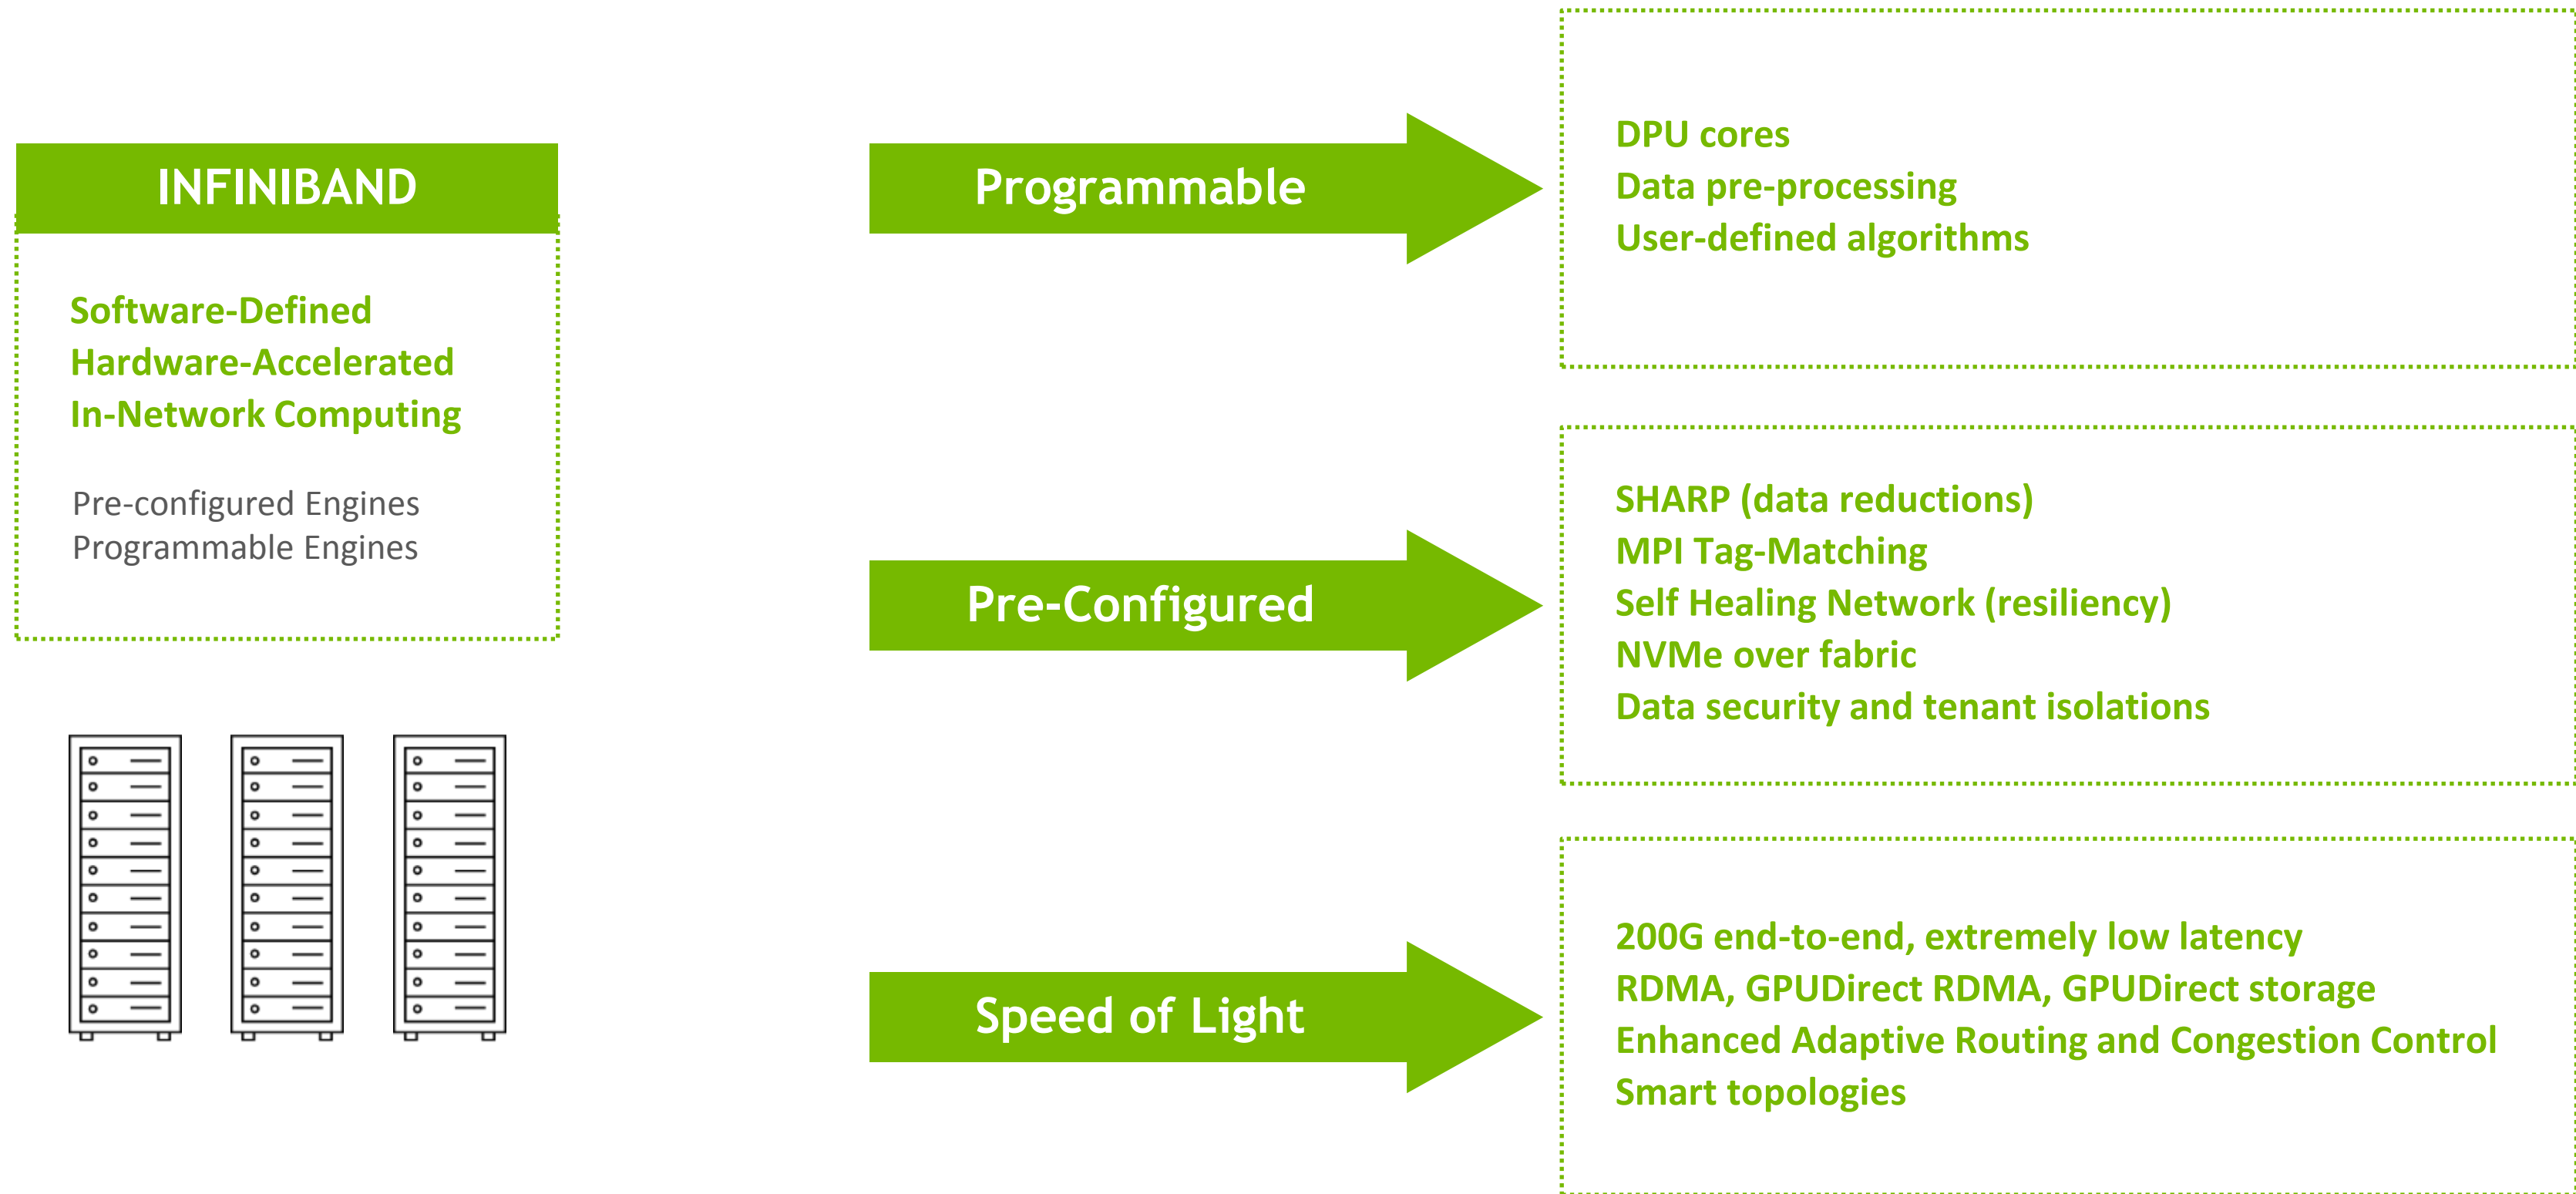 INFINIBAND
Software-Defined
Hardware-Accelerated
In-Network Computing
Pre-configured Engines
Programmable Engines
Programmable
DPU cores
Data pre-processing
User-defined algorithms
Pre-Configured
SHARP (data reductions)
MPI Tag-Matching
Self Healing Network (resiliency)
NVMe over fabric
Data security and tenant isolations
Speed of Light
200G end-to-end, extremely low latency
RDMA, GPUDirect RDMA, GPUDirect storage
Enhanced Adaptive Routing and Congestion Control
Smart topologies